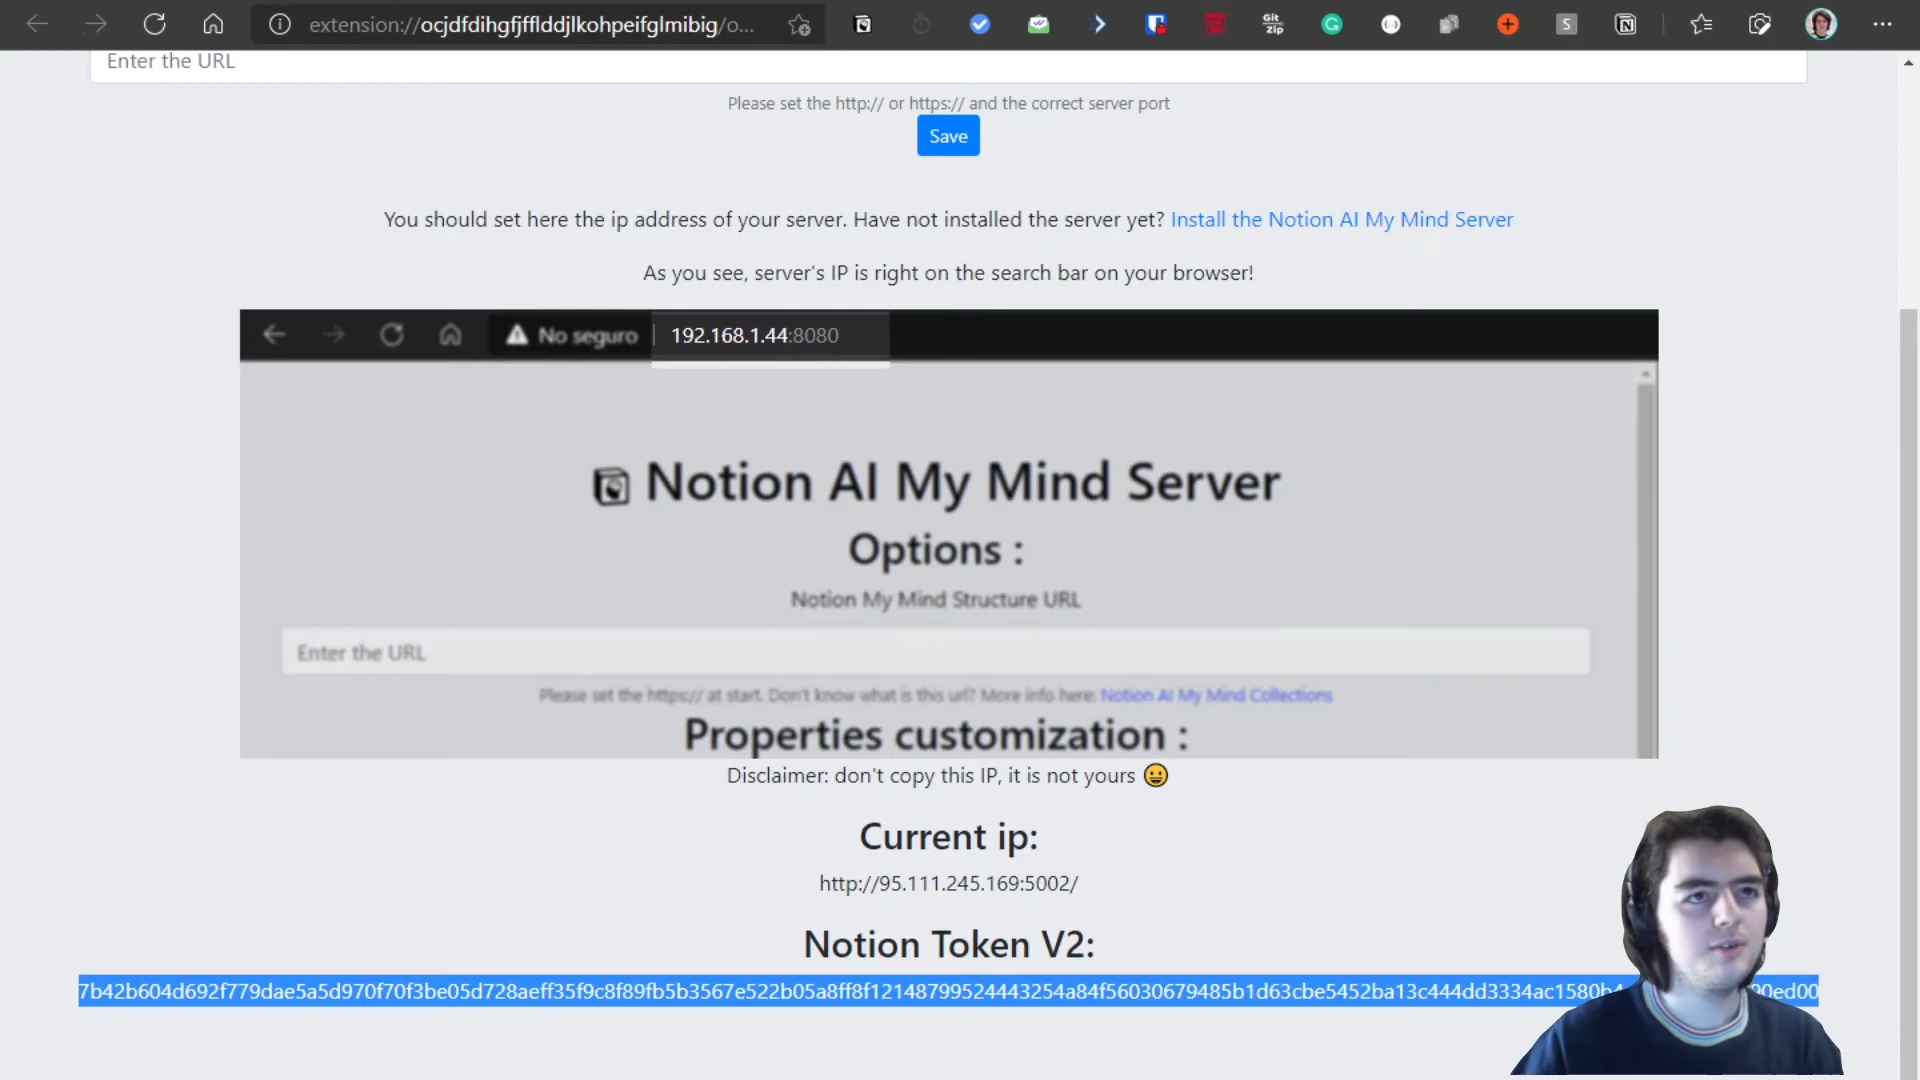 extension://ocjdfdihgfjfflddjlkohpeifglmibig/o...
Git
zip
Enter the URL
Please set the http:// or https:// and the correct server port
Save
You should set here the ip address of your server. Have not installed the server yet? Install the Notion AI My Mind Server
As you see, server's IP is right on the search bar on your browser!
No seguro 192.168.1.44:8080
Notion AI My Mind Server
Options :
Notion My Mind Structure URL
Enter the URL
Please set the https:// at start. Don't know what is this url? More info here: Notion AI My Mind Collections
Properties customization :
Disclaimer: don't copy this IP, it is not yours 😀
Current ip:
http://95.111.245.169:5002/
Notion Token V2:
7b42b604d692f779dae5a5d970f70f3be05d728aeff35f9c8f89fb5b3567e522b05a8ff8f12148799524443254a84f56030679485b1d63cbe5452ba13c444dd3334ac1580b4 90ed00